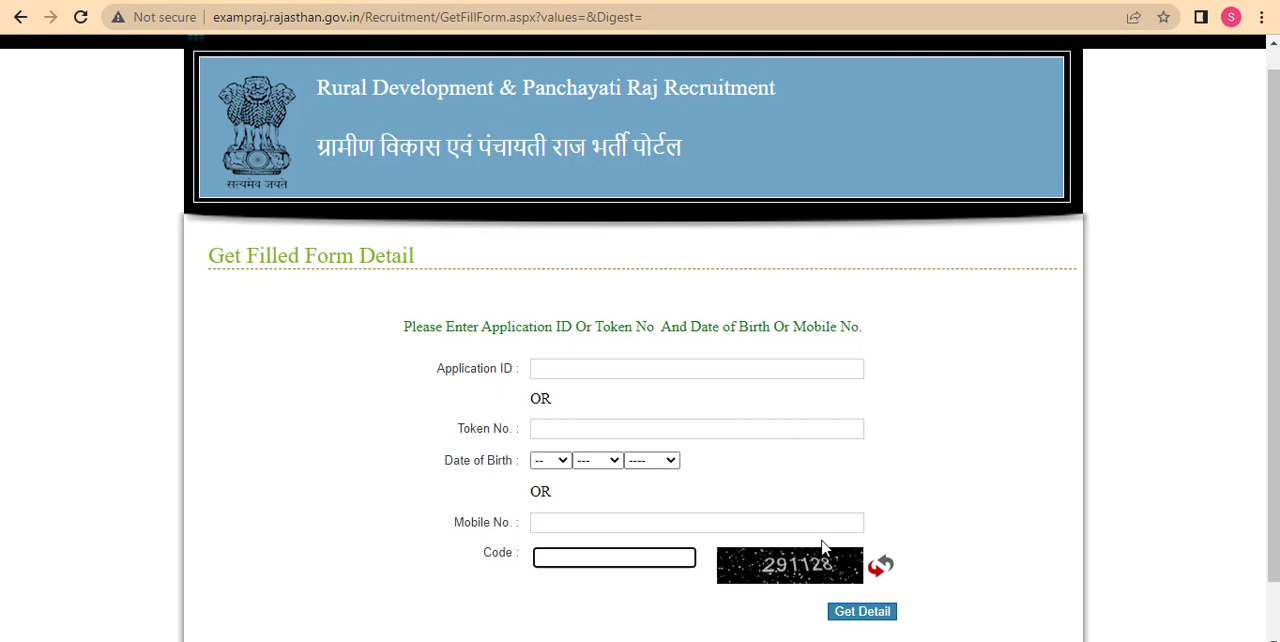 Not secure | exampraj.rajasthan.gov.in/Recruitment/GetFillForm.aspx?values=&Digest=
S
Rural Development & Panchayati Raj Recruitment
ग्रामीण विकास एवं पंचायती राज भर्ती पोर्टल
सत्यमेव जयते
Get Filled Form Detail
Please Enter Application ID Or Token No And Date of Birth Or Mobile No.
Application ID :
OR
Token No. :
Date of Birth : -- --- ----
OR
Mobile No. :
Code : 291128
Get Detail